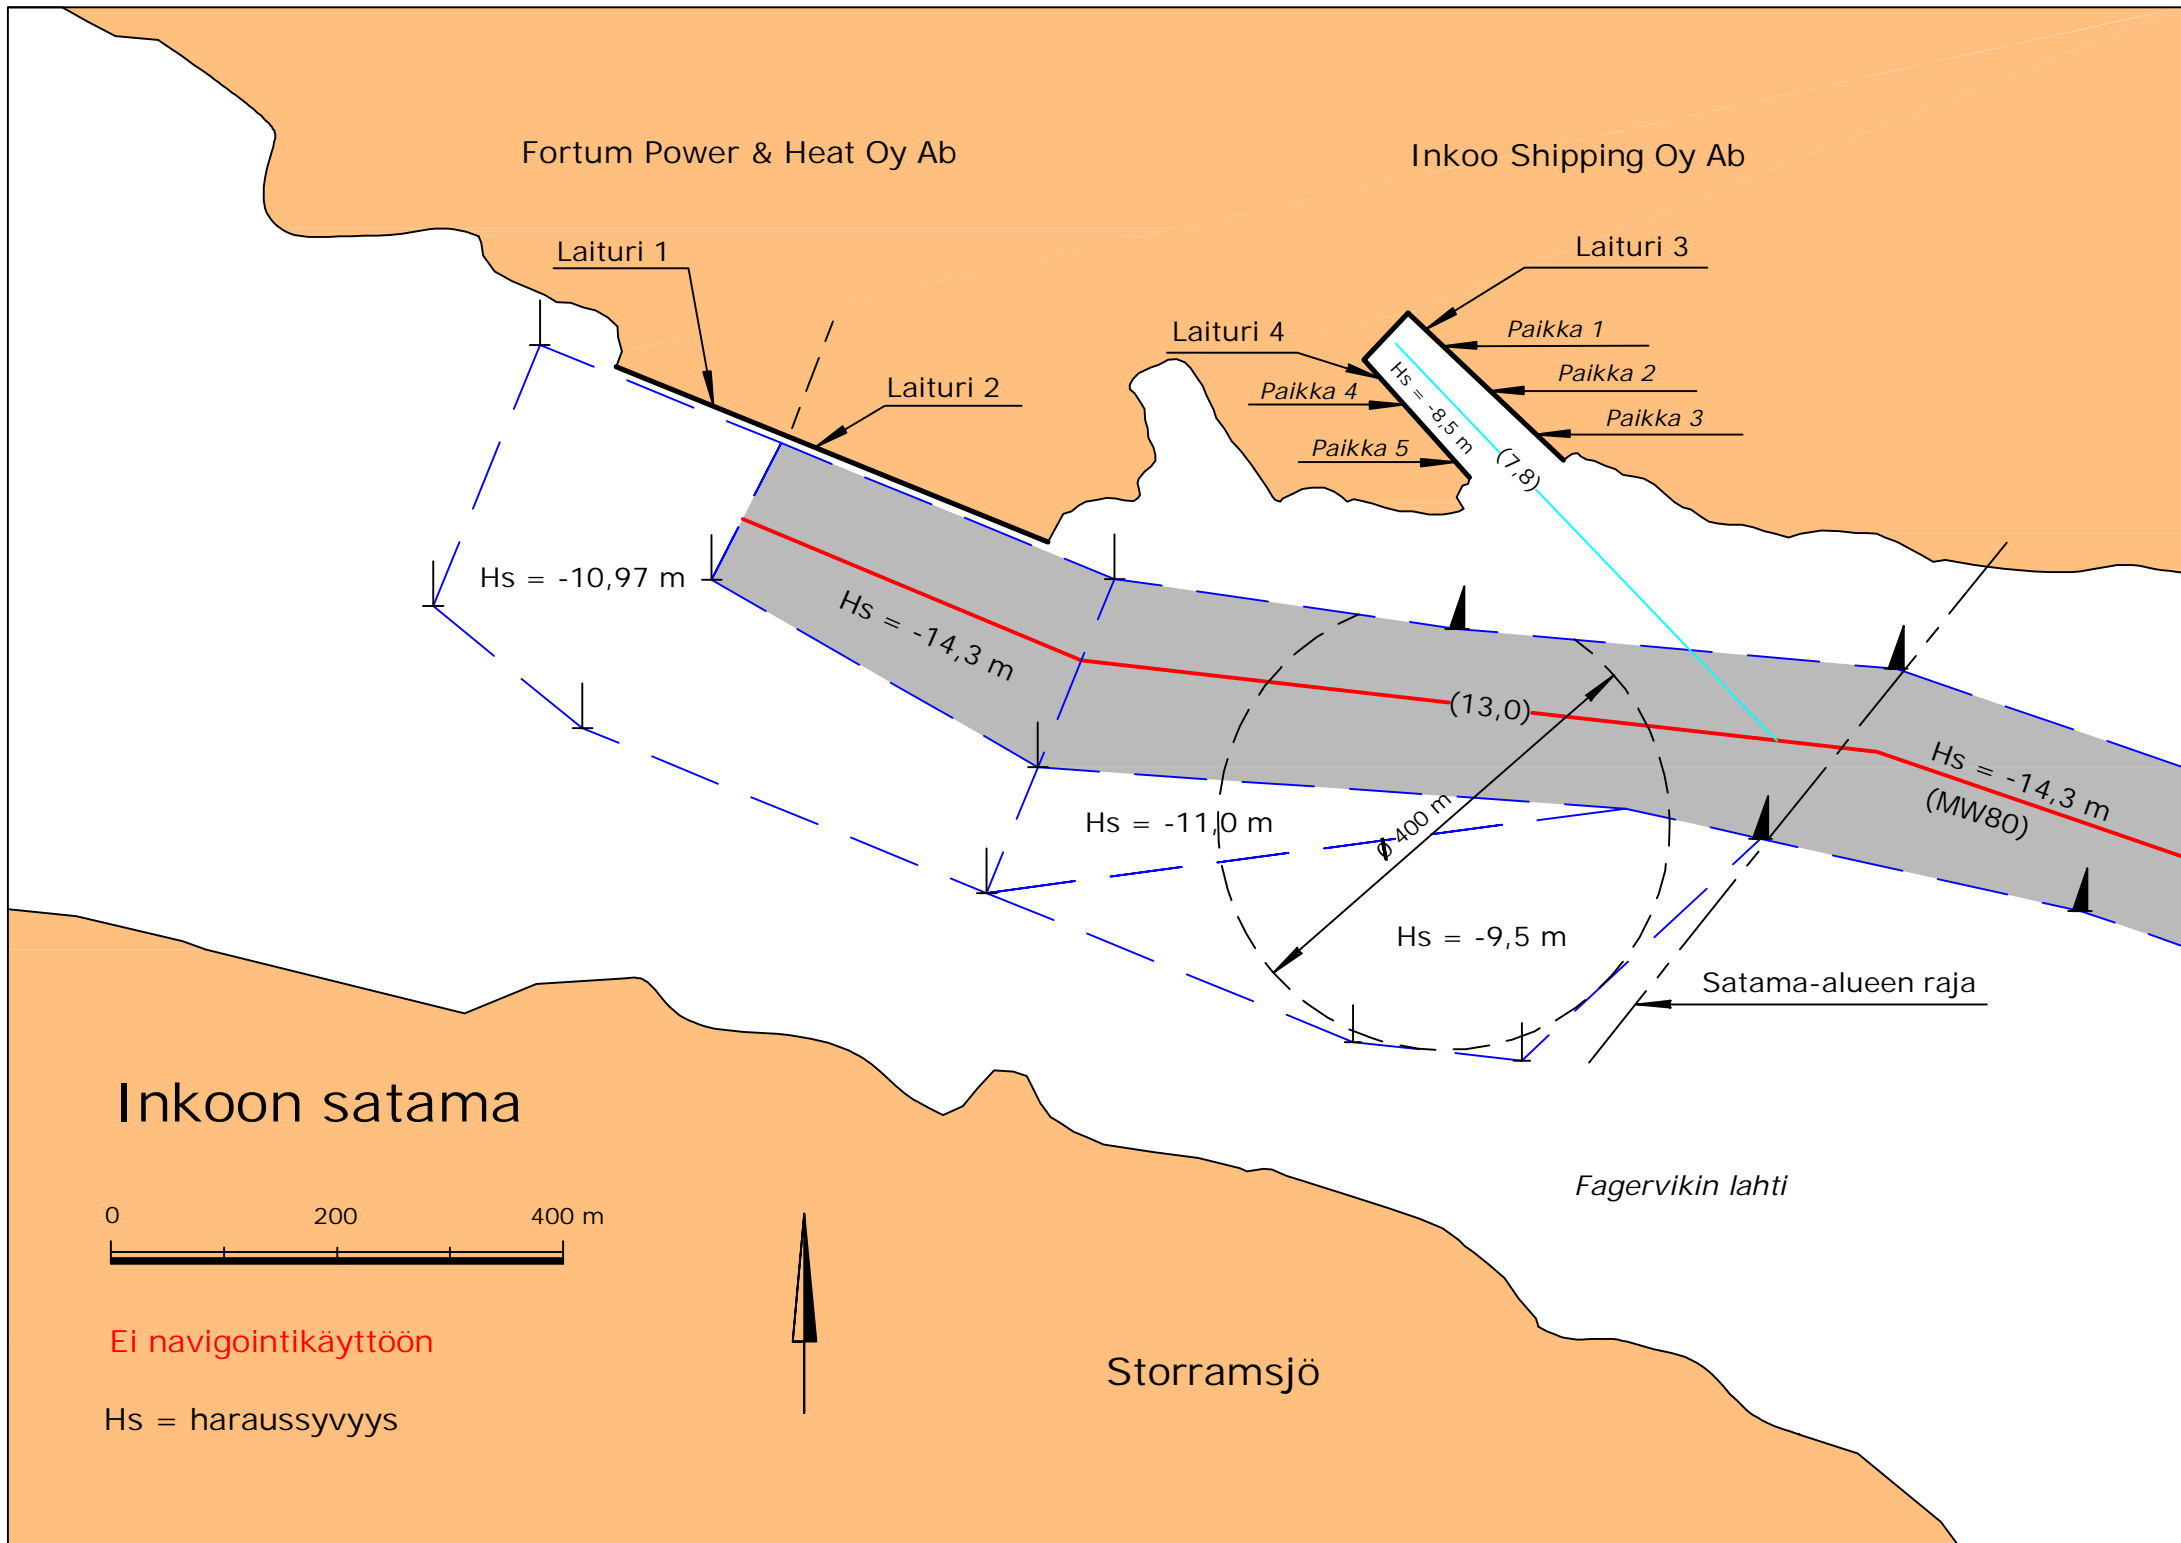 Fortum Power & Heat Oy Ab
Inkoo Shipping Oy Ab
Laituri 1
Laituri 3
Laituri 4
Paikka 1
Laituri 2
Paikka 4
Paikka 2
Paikka 5
Paikka 3
Hs = -8,5 m
(7,8)
Hs = -10,97 m
Hs = -14,3 m
(13,0)
Hs = -14,3 m
(MW80)
Hs = -11,0 m
Ø 400 m
Hs = -9,5 m
Satama-alueen raja
Inkoon satama
Fagervikin lahti
0 200 400 m
Ei navigointikäyttöön
Storramsjö
Hs = haraussyvyys